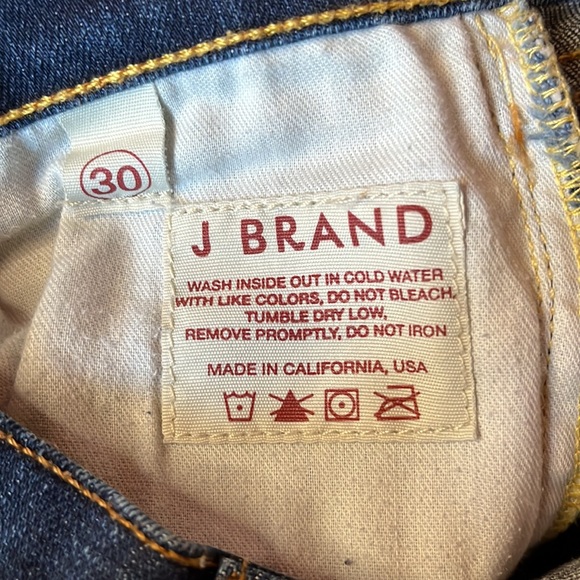 30
J BRAND
WASH INSIDE OUT IN COLD WATER
WITH LIKE COLORS, DO NOT BLEACH,
TUMBLE DRY LOW,
REMOVE PROMPTLY, DO NOT IRON
MADE IN CALIFORNIA, USA